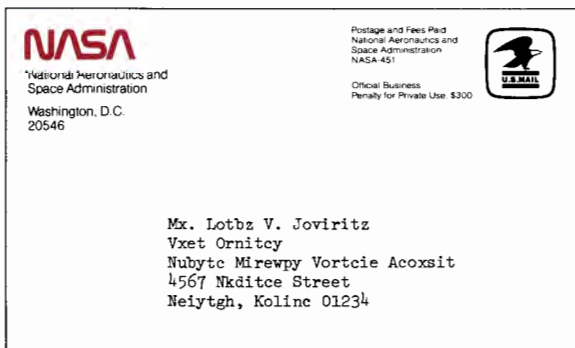 NASA
National Aeronautics and
Space Administration
Washington, D.C.
20546
Postage and Fees Paid
National Aeronautics and
Space Administration
NASA-451
Official Business
Penalty for Private Use, $300
U.S.MAIL
Mx. Lotbz V. Joviritz
Vxet Ornitcy
Nubytc Mirewpy Vortcie Acoxsit
4567 Nkditce Street
Neiytgh, Kolinc 01234